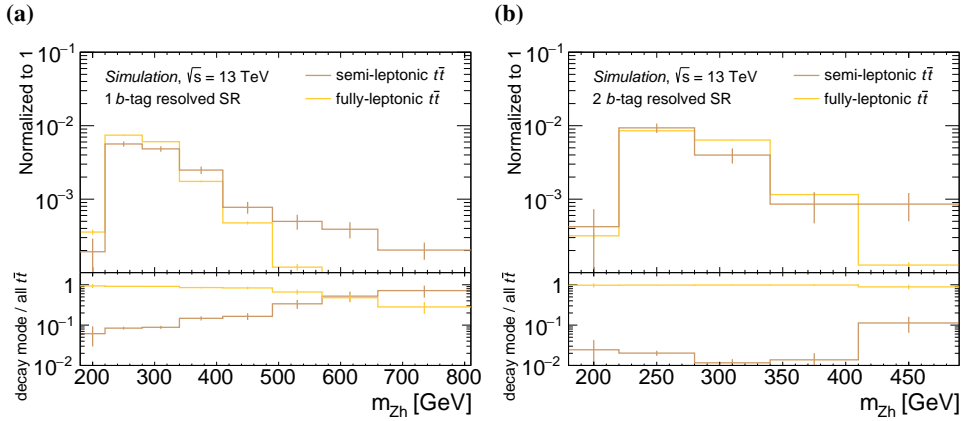 (a)
Normalized to 1
10⁻¹
10⁻²
10⁻³
Simulation, √s = 13 TeV
1 b-tag resolved SR
semi-leptonic tt̄
fully-leptonic tt̄
decay mode / all tt̄
1
10⁻¹
10⁻²
200 300 400 500 600 700 800
m_Zh [GeV]
(b)
Normalized to 1
10⁻¹
10⁻²
10⁻³
Simulation, √s = 13 TeV
2 b-tag resolved SR
semi-leptonic tt̄
fully-leptonic tt̄
decay mode / all tt̄
1
10⁻¹
10⁻²
200 250 300 350 400 450
m_Zh [GeV]